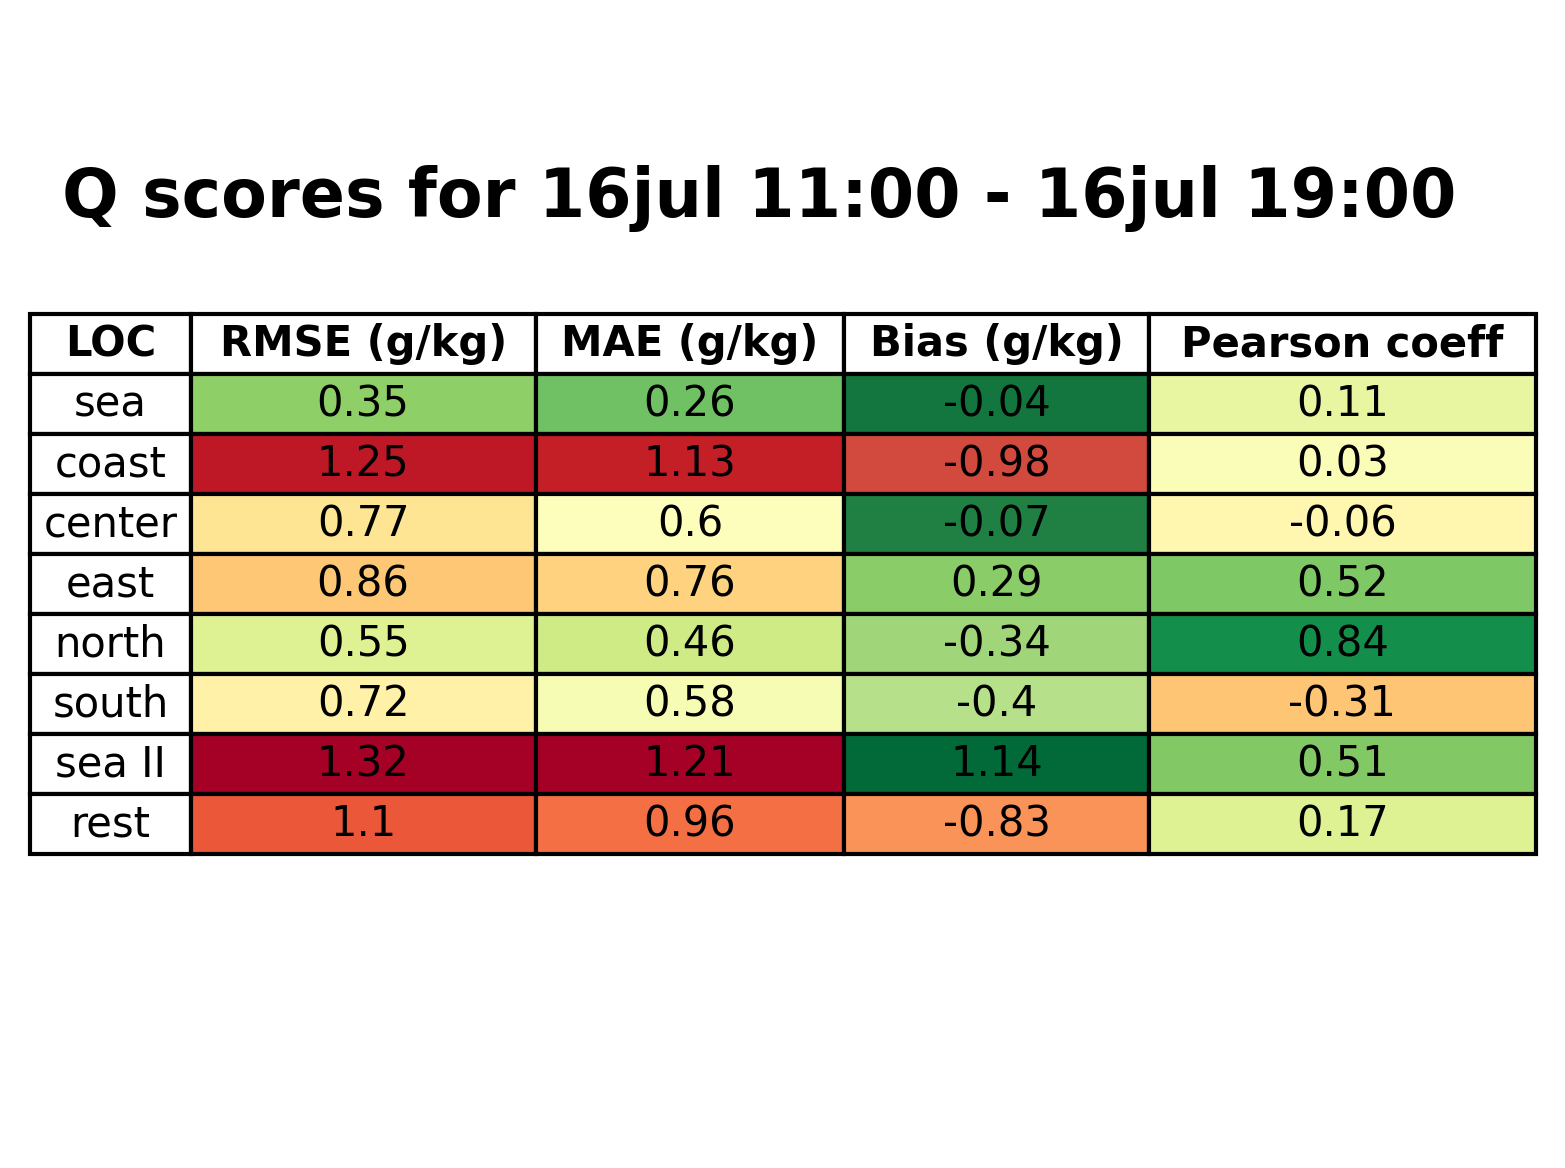 Q scores for 16jul 11:00 - 16jul 19:00
LOC RMSE (g/kg) MAE (g/kg) Bias (g/kg) Pearson coeff
sea 0.35 0.26 -0.04 0.11
coast 1.25 1.13 -0.98 0.03
center 0.77 0.6 -0.07 -0.06
east 0.86 0.76 0.29 0.52
north 0.55 0.46 -0.34 0.84
south 0.72 0.58 -0.4 -0.31
sea II 1.32 1.21 1.14 0.51
rest 1.1 0.96 -0.83 0.17